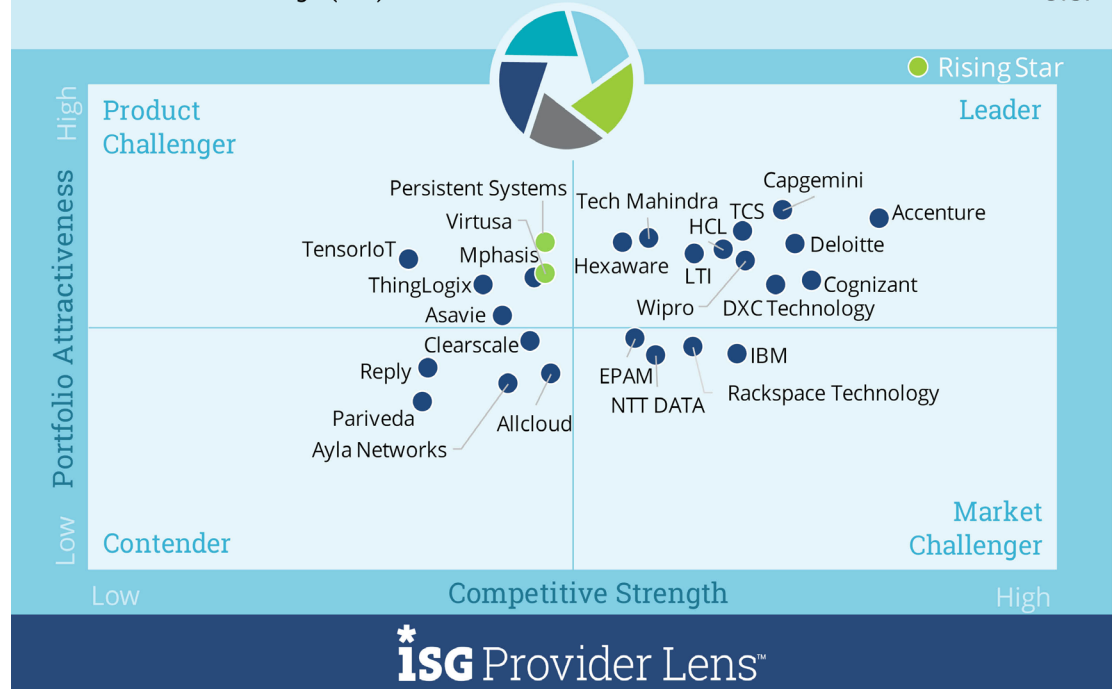 Rising Star
Product
Challenger
Leader
High
Portfolio Attractiveness
Low
Persistent Systems
Virtusa
TensorIoT
Mphasis
ThingLogix
Asavie
Capgemini
Tech Mahindra
TCS
Accenture
HCL
Deloitte
Hexaware
LTI
Cognizant
Wipro
DXC Technology
Clearscale
Reply
Pariveda
Allcloud
Ayla Networks
EPAM
IBM
NTT DATA
Rackspace Technology
Contender
Market
Challenger
Low
Competitive Strength
High
ISG Provider Lens™